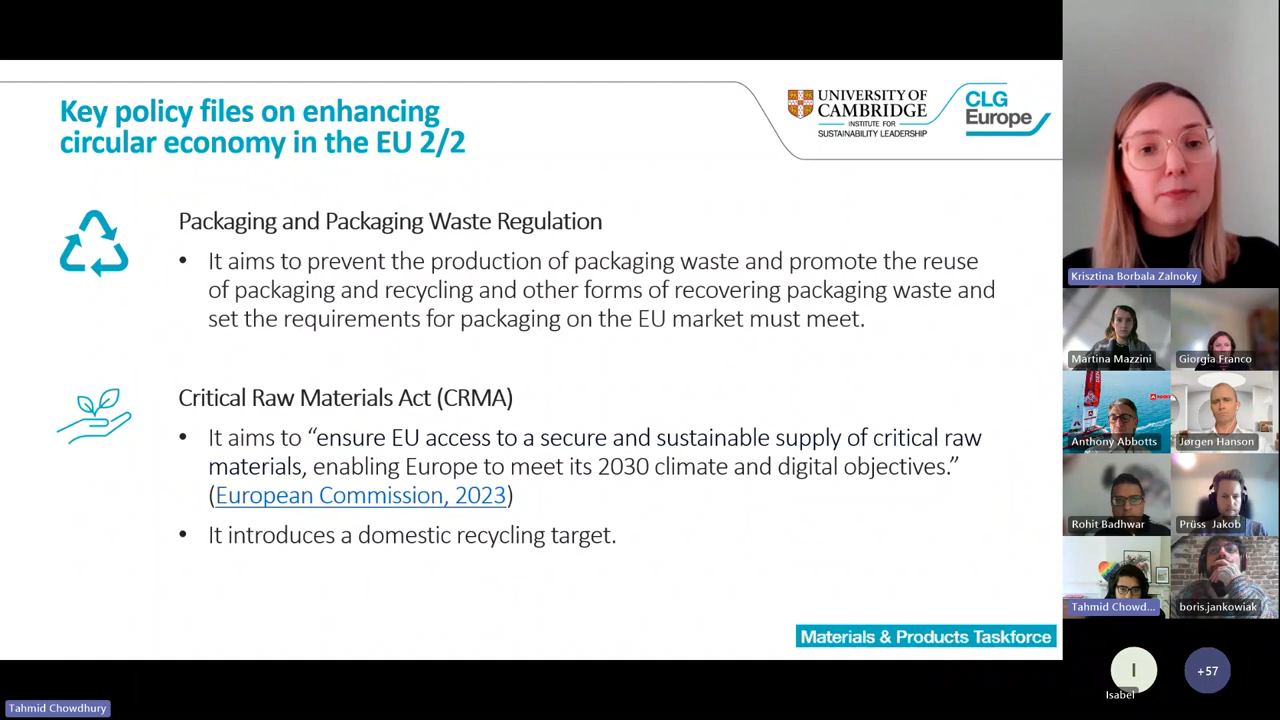 Key policy files on enhancing
circular economy in the EU 2/2
UNIVERSITY OF
CAMBRIDGE
INSTITUTE FOR
SUSTAINABILITY LEADERSHIP
CLG
Europe
Packaging and Packaging Waste Regulation
• It aims to prevent the production of packaging waste and promote the reuse
of packaging and recycling and other forms of recovering packaging waste and
set the requirements for packaging on the EU market must meet.
Critical Raw Materials Act (CRMA)
• It aims to “ensure EU access to a secure and sustainable supply of critical raw
materials, enabling Europe to meet its 2030 climate and digital objectives.”
(European Commission, 2023)
• It introduces a domestic recycling target.
Materials & Products Taskforce
Krisztina Borbala Zalnoky
Martina Mazzini
Giorgia Franco
Anthony Abbotts
Jørgen Hanson
Rohit Badhwar
Prüss Jakob
Tahmid Chowd...
boris.jankowiak
I
Isabel
+57
Tahmid Chowdhury